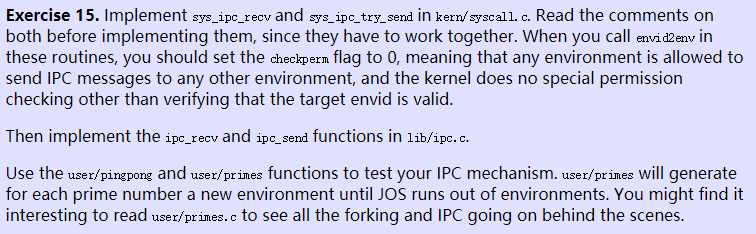 Exercise 15. Implement sys_ipc_recv and sys_ipc_try_send in kern/syscall.c. Read the comments on
both before implementing them, since they have to work together. When you call envid2env in
these routines, you should set the checkperm flag to 0, meaning that any environment is allowed to
send IPC messages to any other environment, and the kernel does no special permission
checking other than verifying that the target envid is valid.
Then implement the ipc_recv and ipc_send functions in lib/ipc.c.
Use the user/pingpong and user/primes functions to test your IPC mechanism. user/primes will generate
for each prime number a new environment until JOS runs out of environments. You might find it
interesting to read user/primes.c to see all the forking and IPC going on behind the scenes.